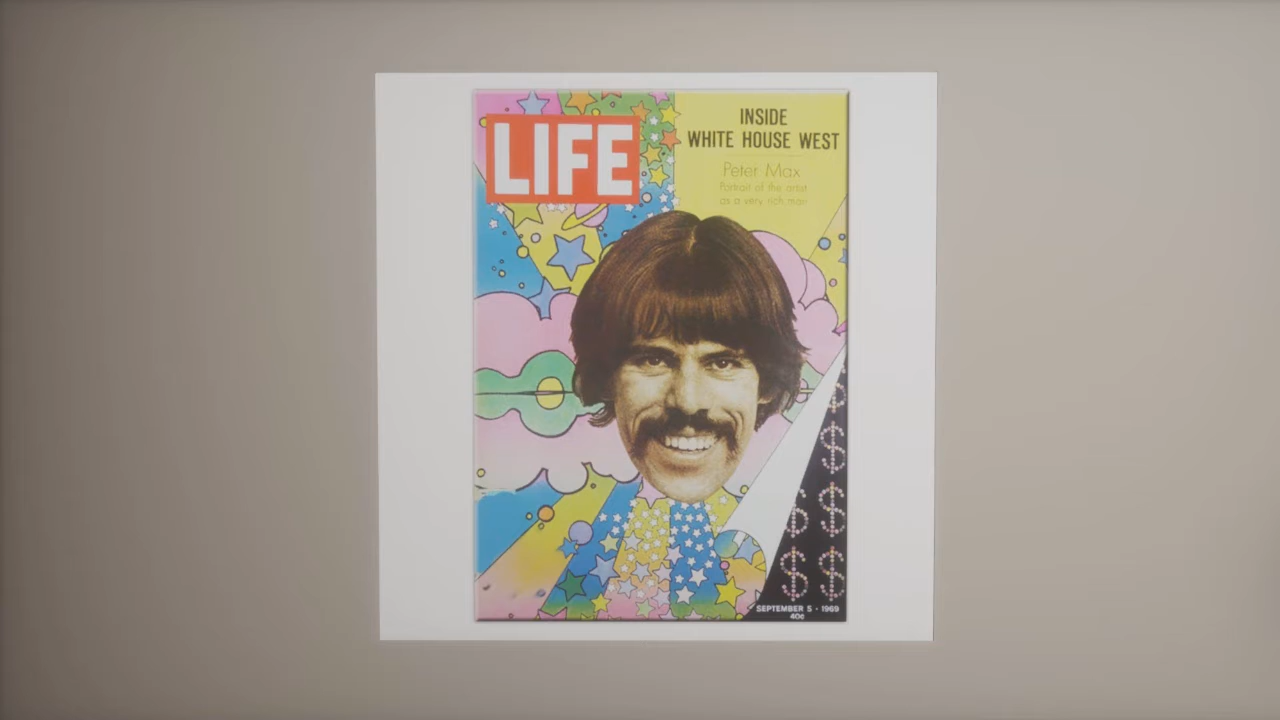 LIFE
INSIDE
WHITE HOUSE WEST
Peter Max
Portrait of the artist
as a very rich man
SEPTEMBER 5 · 1969
40¢